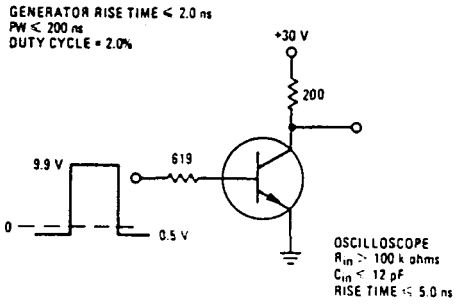 GENERATOR RISE TIME ≤ 2.0 ns
PW ≤ 200 ns
DUTY CYCLE = 2.0%
+30 V
200
619
9.9 V
0
0.5 V
OSCILLOSCOPE
Rin > 100 k ohms
Cin ≤ 12 pF
RISE TIME ≤ 5.0 ns